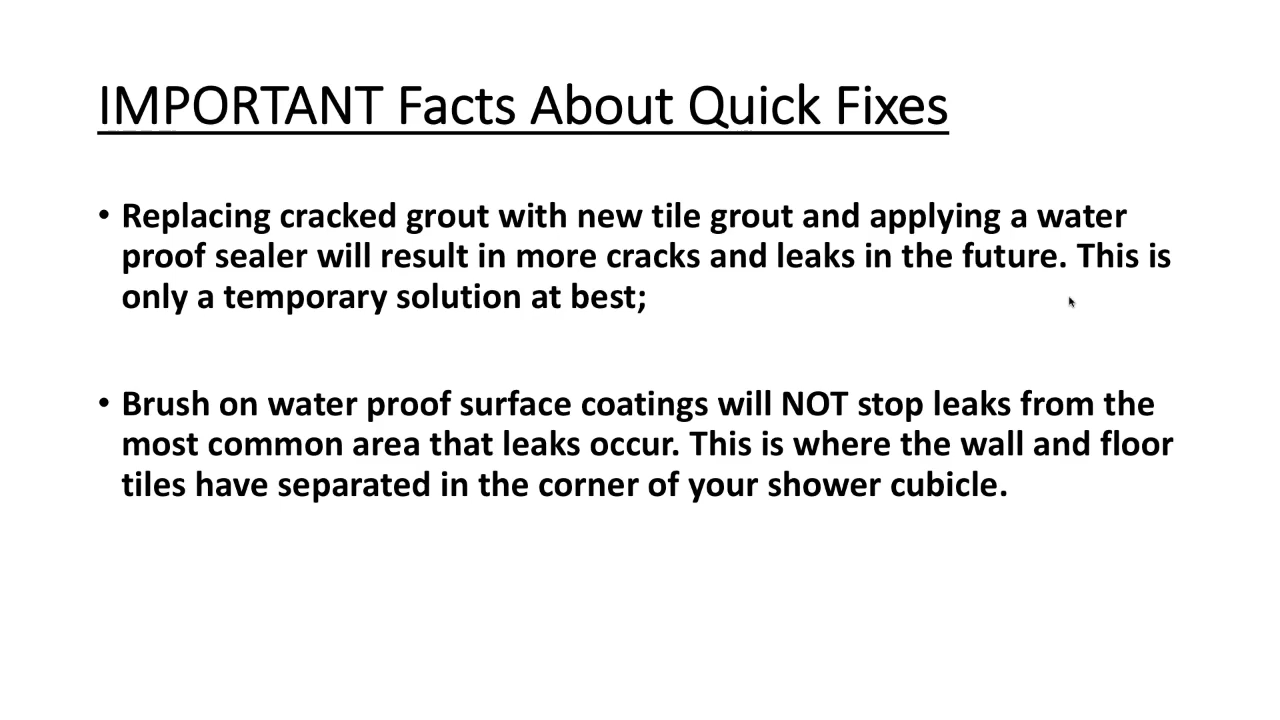 IMPORTANT Facts About Quick Fixes
• Replacing cracked grout with new tile grout and applying a water
proof sealer will result in more cracks and leaks in the future. This is
only a temporary solution at best;
• Brush on water proof surface coatings will NOT stop leaks from the
most common area that leaks occur. This is where the wall and floor
tiles have separated in the corner of your shower cubicle.